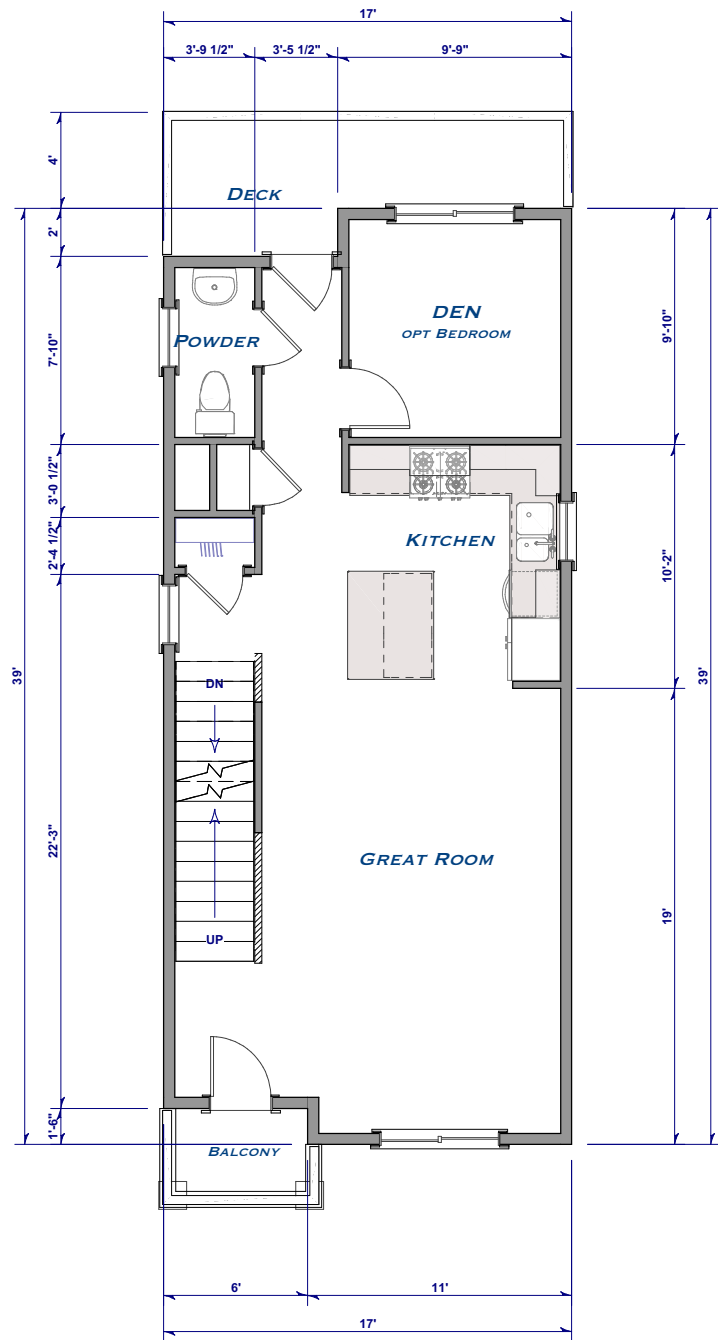 17'
3'-9 1/2"
3'-5 1/2"
9'-9"
4'
DECK
2'
DEN
OPT BEDROOM
POWDER
7'-10"
9'-10"
3'-0 1/2"
KITCHEN
2'-4 1/2"
10'-2"
39'
39'
DN
22'-3"
GREAT ROOM
19'
UP
1'-6"
BALCONY
6'
11'
17'